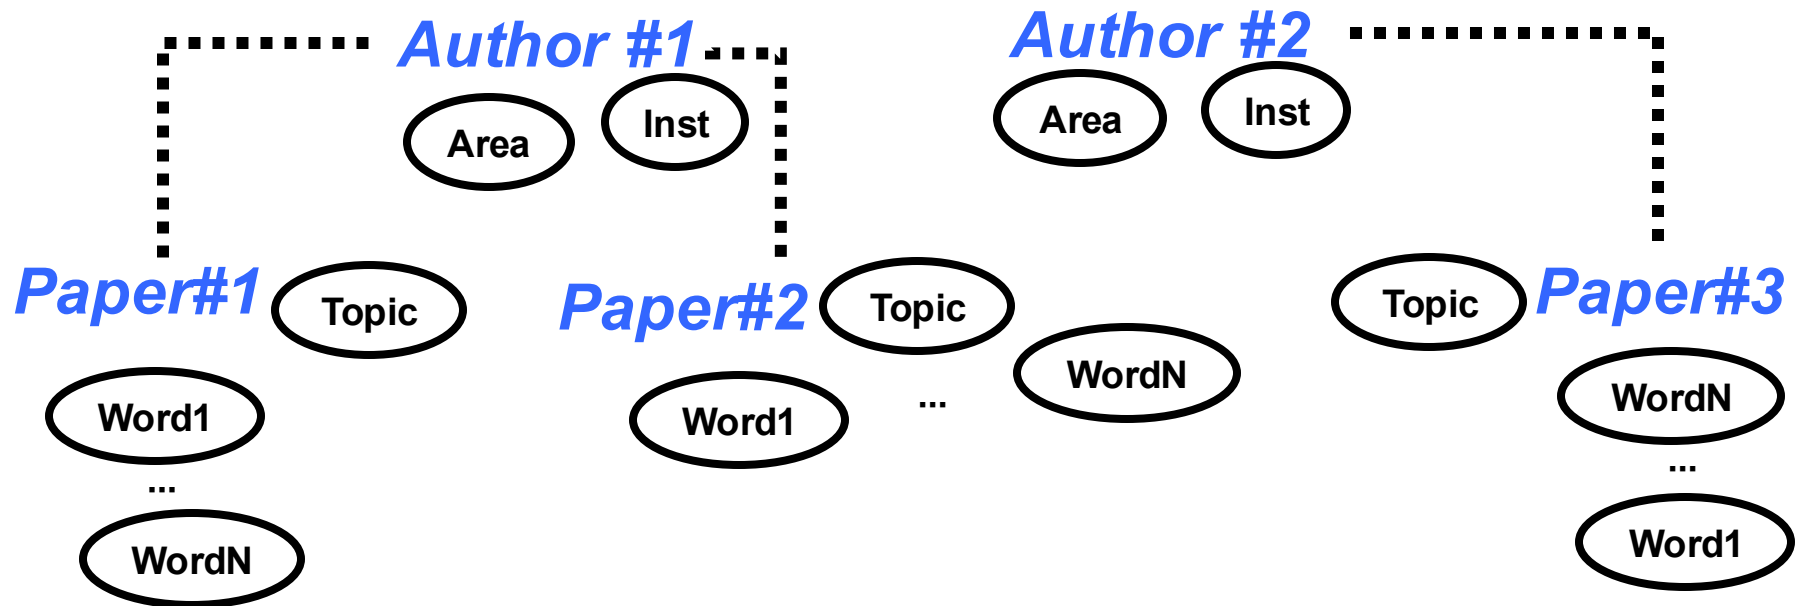 Author #1
Author #2
Area
Inst
Area
Inst
Paper#1
Topic
Paper#2
Topic
Topic
Paper#3
Word1
...
WordN
Word1
...
WordN
WordN
...
Word1